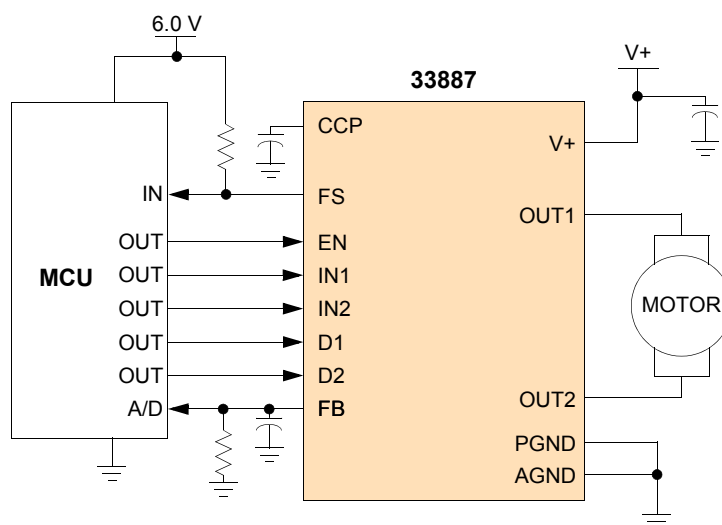 6.0 V
V+
33887
CCP
V+
IN
FS
OUT1
OUT
EN
OUT
IN1
MCU
OUT
IN2
MOTOR
OUT
D1
OUT
D2
A/D
FB
OUT2
PGND
AGND